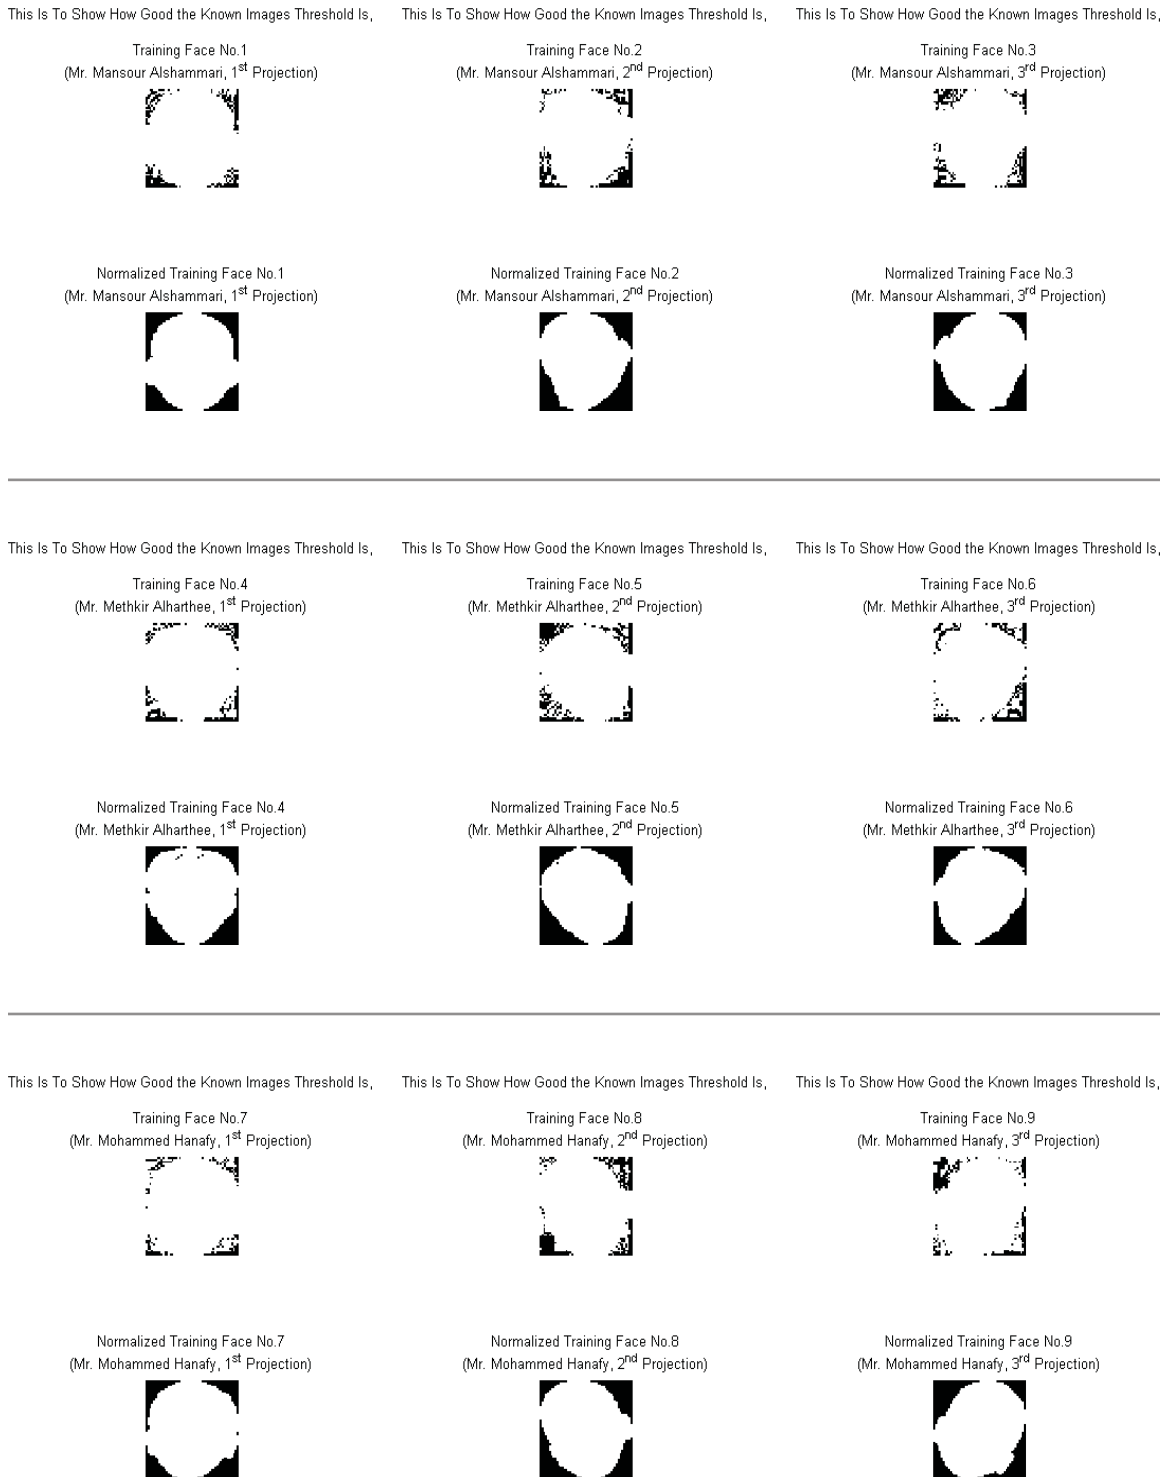 This Is To Show How Good the Known Images Threshold Is,
This Is To Show How Good the Known Images Threshold Is,
This Is To Show How Good the Known Images Threshold Is,
Training Face No.1
(Mr. Mansour Alshammari, 1st Projection)
Training Face No.2
(Mr. Mansour Alshammari, 2nd Projection)
Training Face No.3
(Mr. Mansour Alshammari, 3rd Projection)
Normalized Training Face No.1
(Mr. Mansour Alshammari, 1st Projection)
Normalized Training Face No.2
(Mr. Mansour Alshammari, 2nd Projection)
Normalized Training Face No.3
(Mr. Mansour Alshammari, 3rd Projection)
This Is To Show How Good the Known Images Threshold Is,
This Is To Show How Good the Known Images Threshold Is,
This Is To Show How Good the Known Images Threshold Is,
Training Face No.4
(Mr. Methkir Alharthee, 1st Projection)
Training Face No.5
(Mr. Methkir Alharthee, 2nd Projection)
Training Face No.6
(Mr. Methkir Alharthee, 3rd Projection)
Normalized Training Face No.4
(Mr. Methkir Alharthee, 1st Projection)
Normalized Training Face No.5
(Mr. Methkir Alharthee, 2nd Projection)
Normalized Training Face No.6
(Mr. Methkir Alharthee, 3rd Projection)
This Is To Show How Good the Known Images Threshold Is,
This Is To Show How Good the Known Images Threshold Is,
This Is To Show How Good the Known Images Threshold Is,
Training Face No.7
(Mr. Mohammed Hanafy, 1st Projection)
Training Face No.8
(Mr. Mohammed Hanafy, 2nd Projection)
Training Face No.9
(Mr. Mohammed Hanafy, 3rd Projection)
Normalized Training Face No.7
(Mr. Mohammed Hanafy, 1st Projection)
Normalized Training Face No.8
(Mr. Mohammed Hanafy, 2nd Projection)
Normalized Training Face No.9
(Mr. Mohammed Hanafy, 3rd Projection)